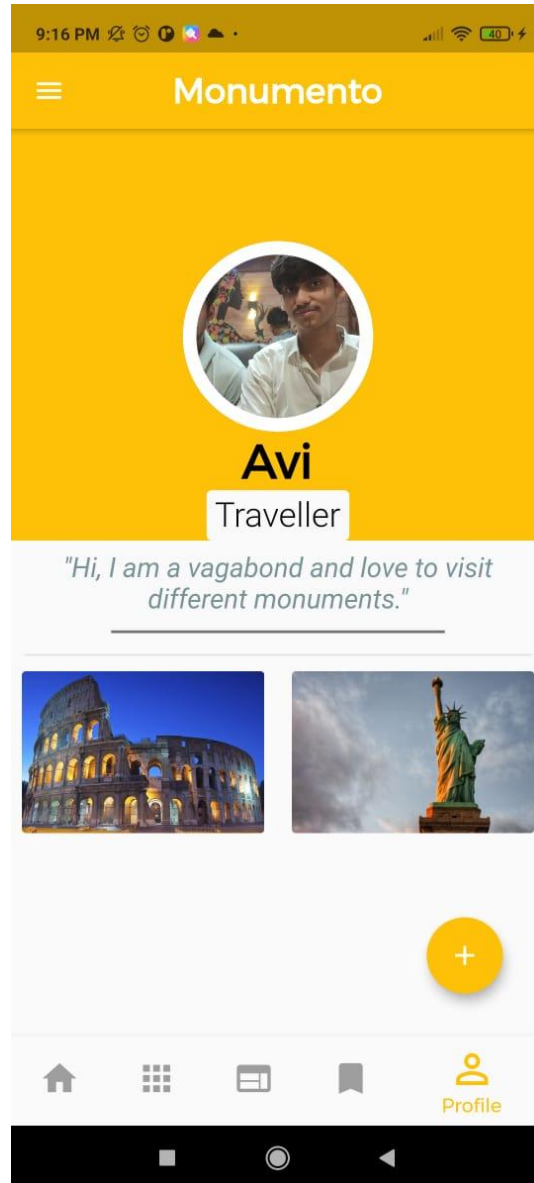 9:16 PM
40
Monumento
Avi
Traveller
"Hi, I am a vagabond and love to visit
different monuments."
Profile